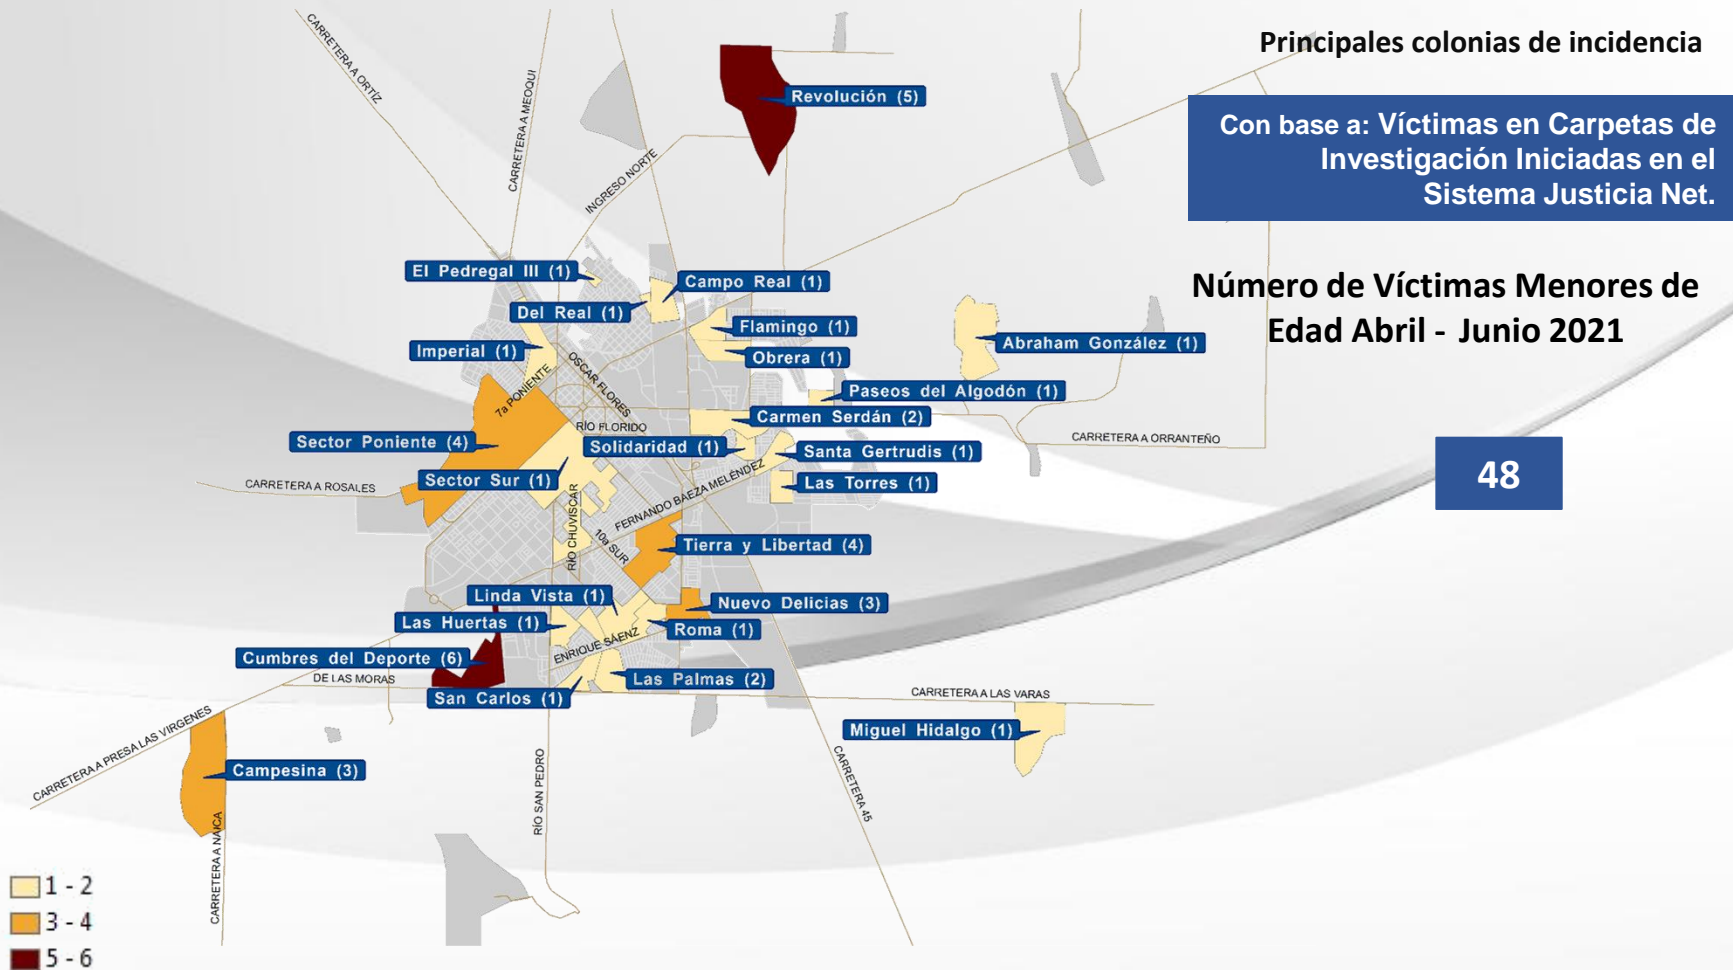 Principales colonias de incidencia
Con base a: Víctimas en Carpetas de
Investigación Iniciadas en el
Sistema Justicia Net.
Número de Víctimas Menores de
Edad Abril - Junio 2021
48
CARRETERA A ORTÍZ
CARRETERA A MEOQUI
INGRESO NORTE
Revolución (5)
El Pedregal III (1)
Campo Real (1)
Del Real (1)
Flamingo (1)
Imperial (1)
Obrera (1)
Abraham González (1)
OSCAR FLORES
7a PONIENTE
Paseos del Algodón (1)
Carmen Serdán (2)
RÍO FLORIDO
Sector Poniente (4)
Solidaridad (1)
Santa Gertrudis (1)
CARRETERA A ORRANTEÑO
Sector Sur (1)
Las Torres (1)
CARRETERA A ROSALES
FERNANDO BAEZA MELÉNDEZ
RÍO CHUVISCAR
10a SUR
Tierra y Libertad (4)
Linda Vista (1)
Nuevo Delicias (3)
Las Huertas (1)
Roma (1)
ENRIQUE SÁENZ
Cumbres del Deporte (6)
DE LAS MORAS
Las Palmas (2)
San Carlos (1)
CARRETERA A LAS VARAS
Miguel Hidalgo (1)
CARRETERA A PRESA LAS VIRGENES
Campesina (3)
CARRETERA A NAICA
RÍO SAN PEDRO
CARRETERA 45
1 - 2
3 - 4
5 - 6